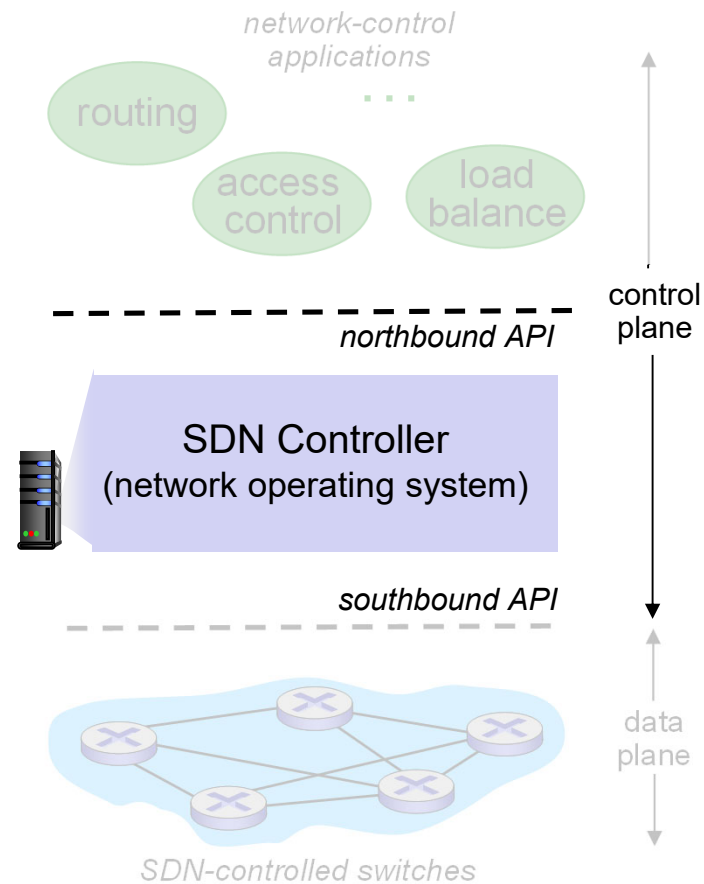 network-control
applications
routing
. . .
access
control
load
balance
control
plane
northbound API
SDN Controller
(network operating system)
southbound API
data
plane
SDN-controlled switches